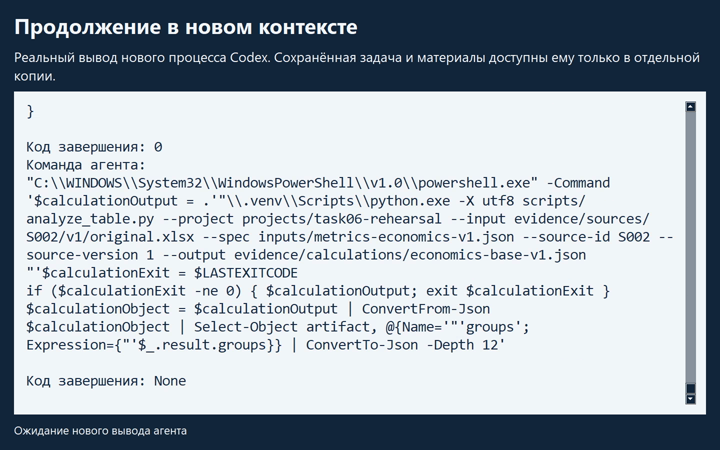 Продолжение в новом контексте
Реальный вывод нового процесса Codex. Сохранённая задача и материалы доступны ему только в отдельной
копии.
}
Код завершения: 0
Команда агента:
"C:\\WINDOWS\\System32\\WindowsPowerShell\\v1.0\\powershell.exe" -Command
'$calculationOutput = .'"\\.venv\\Scripts\\python.exe -X utf8 scripts/
analyze_table.py --project projects/task06-rehearsal --input evidence/sources/
S002/v1/original.xlsx --spec inputs/metrics-economics-v1.json --source-id S002 --
source-version 1 --output evidence/calculations/economics-base-v1.json
"'$calculationExit = $LASTEXITCODE
if ($calculationExit -ne 0) { $calculationOutput; exit $calculationExit }
$calculationObject = $calculationOutput | ConvertFrom-Json
$calculationObject | Select-Object artifact, @{Name='"'groups';
Expression={"'$_.result.groups}} | ConvertTo-Json -Depth 12'
Код завершения: None
Ожидание нового вывода агента